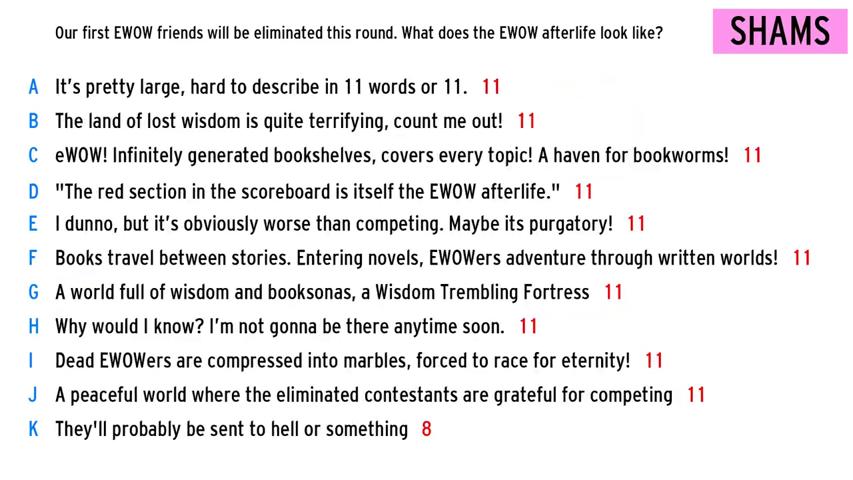 Our first EWOW friends will be eliminated this round. What does the EWOW afterlife look like?
SHAMS
A It's pretty large, hard to describe in 11 words or 11. 11
B The land of lost wisdom is quite terrifying, count me out! 11
C eWOW! Infinitely generated bookshelves, covers every topic! A haven for bookworms! 11
D "The red section in the scoreboard is itself the EWOW afterlife." 11
E I dunno, but it's obviously worse than competing. Maybe its purgatory! 11
F Books travel between stories. Entering novels, EWOWers adventure through written worlds! 11
G A world full of wisdom and booksonas, a Wisdom Trembling Fortress 11
H Why would I know? I'm not gonna be there anytime soon. 11
I Dead EWOWers are compressed into marbles, forced to race for eternity! 11
J A peaceful world where the eliminated contestants are grateful for competing 11
K They'll probably be sent to hell or something 8